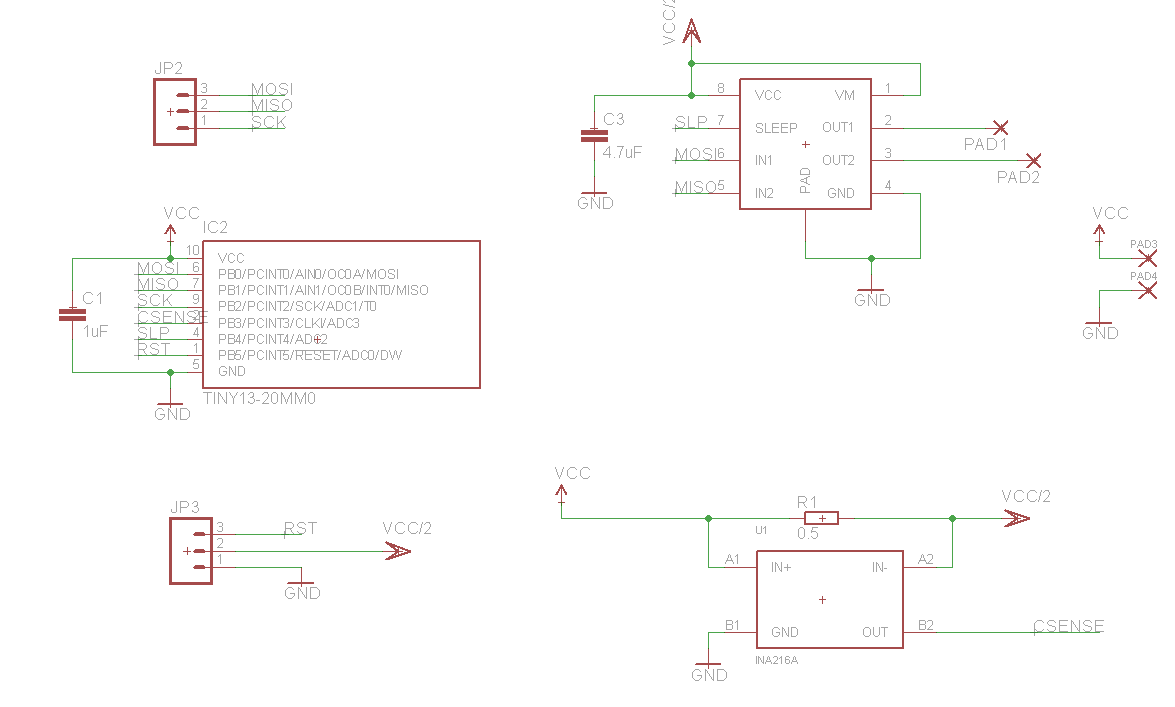 JP2
3 MOSI
2 MISO
1 SCK
VCC/2
8 VCC VM 1
SLP 7 SLEEP OUT1 2
MOSI 6 IN1 OUT2 3
MISO 5 IN2 PAD GND 4
C3
4.7uF
GND
PAD1
PAD2
GND
VCC
PAD3
PAD4
GND
VCC
IC2
10 VCC
MOSI 6 PB0/PCINT0/AIN0/OC0A/MOSI
MISO 7 PB1/PCINT1/AIN1/OC0B/INT0/MISO
SCK 9 PB2/PCINT2/SCK/ADC1/T0
CSENSE PB3/PCINT3/CLKI/ADC3
SLP 4 PB4/PCINT4/ADC2
RST 1 PB5/PCINT5/RESET/ADC0/DW
5 GND
C1
1uF
GND
TINY13-20MM0
JP3
3 RST
2 VCC/2
1
GND
VCC
R1
0.5
VCC/2
U1
A1 IN+ IN- A2
B1 GND OUT B2 CSENSE
INA216A
GND